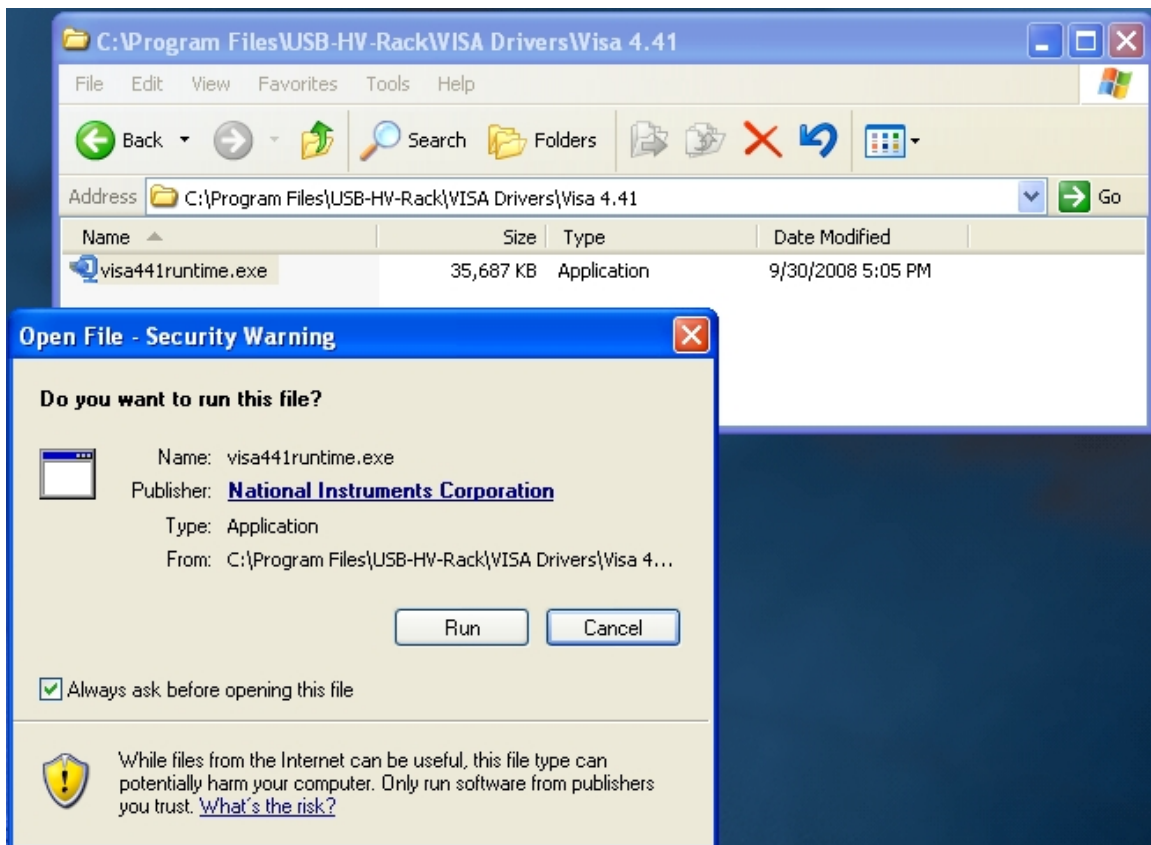 C:\Program Files\USB-HV-Rack\VISA Drivers\Visa 4.41
File Edit View Favorites Tools Help
Back Search Folders
Address C:\Program Files\USB-HV-Rack\VISA Drivers\Visa 4.41 Go
Name Size Type Date Modified
visa441runtime.exe 35,687 KB Application 9/30/2008 5:05 PM
Open File - Security Warning
Do you want to run this file?
Name: visa441runtime.exe
Publisher: National Instruments Corporation
Type: Application
From: C:\Program Files\USB-HV-Rack\VISA Drivers\Visa 4...
Run Cancel
Always ask before opening this file
While files from the Internet can be useful, this file type can
potentially harm your computer. Only run software from publishers
you trust. What's the risk?